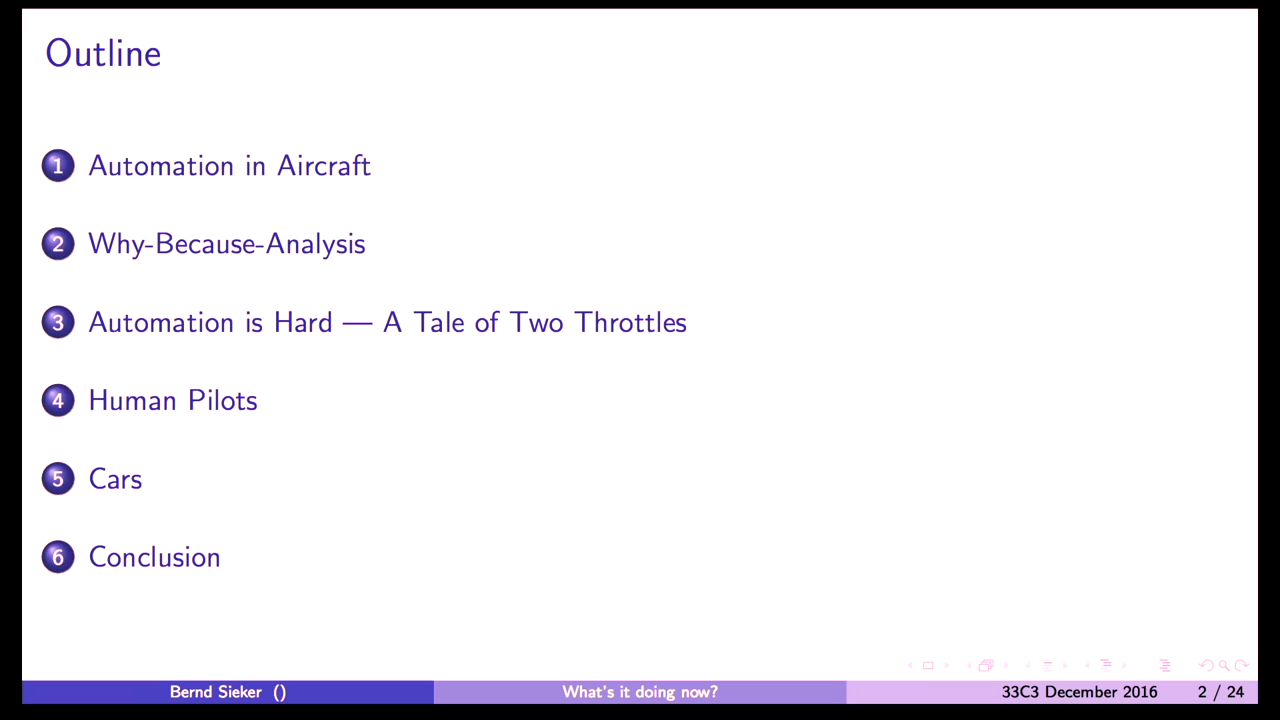 Outline
1 Automation in Aircraft
2 Why-Because-Analysis
3 Automation is Hard — A Tale of Two Throttles
4 Human Pilots
5 Cars
6 Conclusion
Bernd Sieker () What's it doing now? 33C3 December 2016 2 / 24